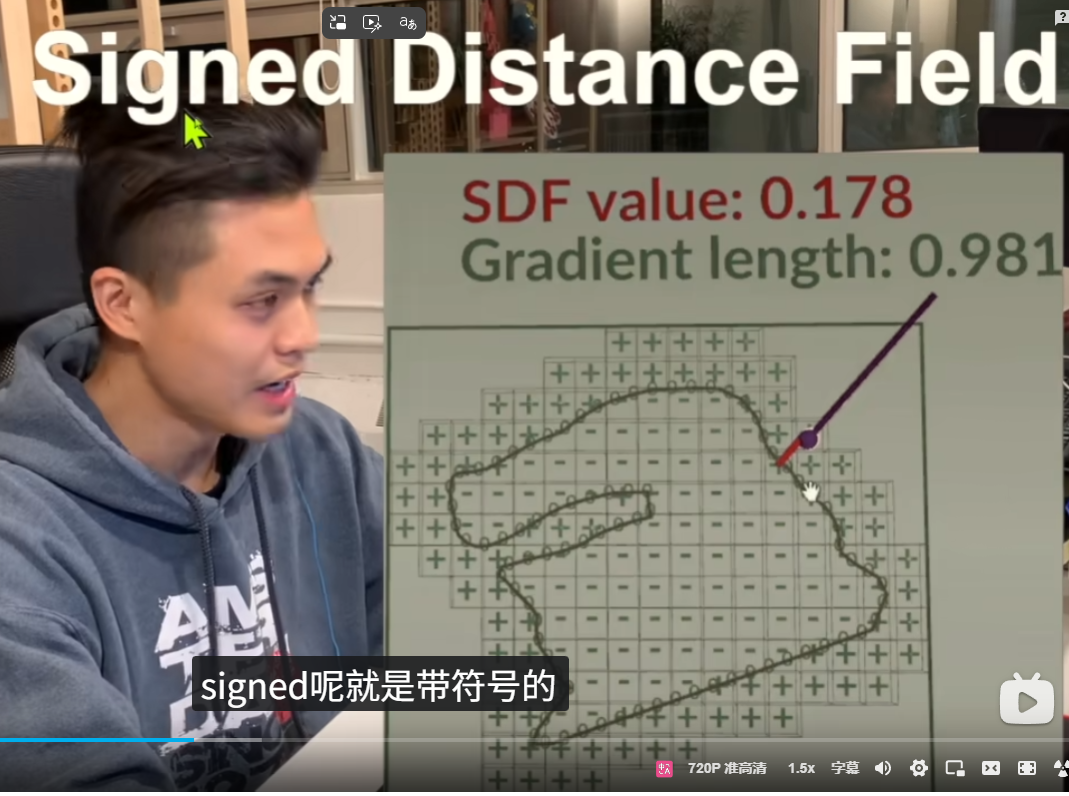 Signed Distance Field
SDF value: 0.178
Gradient length: 0.981
signed呢就是带符号的
720P 准高清
1.5x
字幕